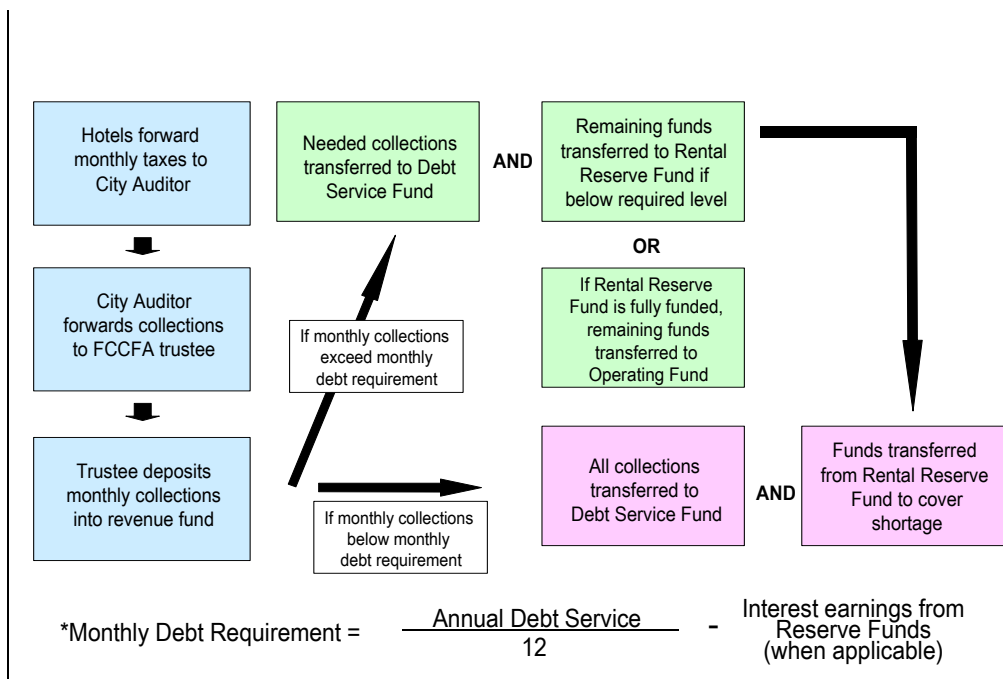 Hotels forward
monthly taxes to
City Auditor
City Auditor
forwards collections
to FCCFA trustee
Trustee deposits
monthly collections
into revenue fund
If monthly collections
exceed monthly
debt requirement
If monthly collections
below monthly
debt requirement
Needed collections
transferred to Debt
Service Fund
AND
Remaining funds
transferred to Rental
Reserve Fund if
below required level
OR
If Rental Reserve
Fund is fully funded,
remaining funds
transferred to
Operating Fund
All collections
transferred to
Debt Service Fund
AND
Funds transferred
from Rental Reserve
Fund to cover
shortage
*Monthly Debt Requirement =
Annual Debt Service
12
-
Interest earnings from
Reserve Funds
(when applicable)